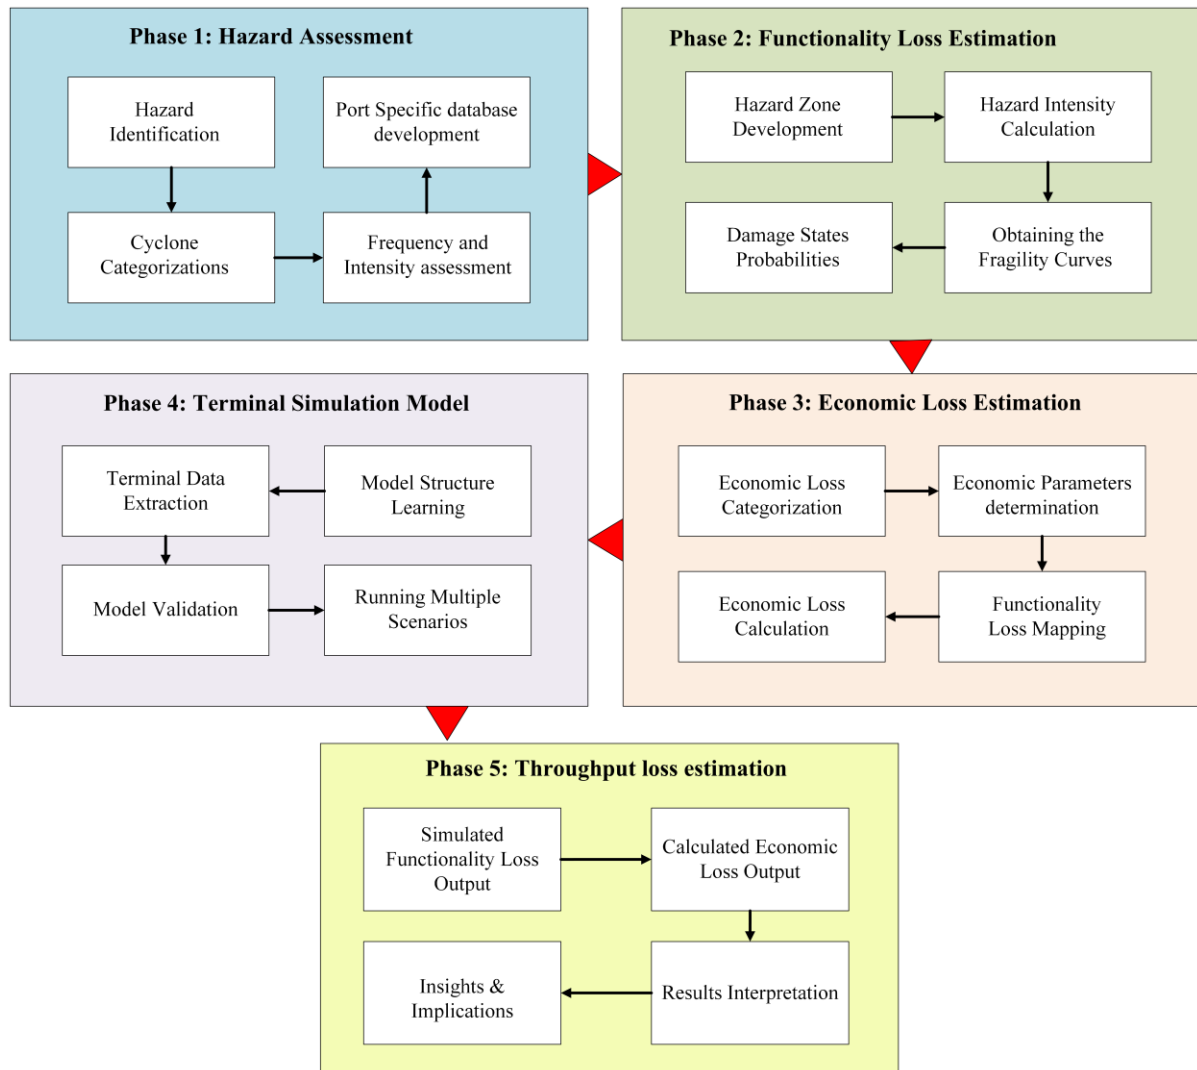 Phase 1: Hazard Assessment
Hazard
Identification
Port Specific database
development
Cyclone
Categorizations
Frequency and
Intensity assessment
Phase 2: Functionality Loss Estimation
Hazard Zone
Development
Hazard Intensity
Calculation
Damage States
Probabilities
Obtaining the
Fragility Curves
Phase 4: Terminal Simulation Model
Terminal Data
Extraction
Model Structure
Learning
Model Validation
Running Multiple
Scenarios
Phase 3: Economic Loss Estimation
Economic Loss
Categorization
Economic Parameters
determination
Economic Loss
Calculation
Functionality
Loss Mapping
Phase 5: Throughput loss estimation
Simulated
Functionality Loss
Output
Calculated Economic
Loss Output
Insights &
Implications
Results Interpretation